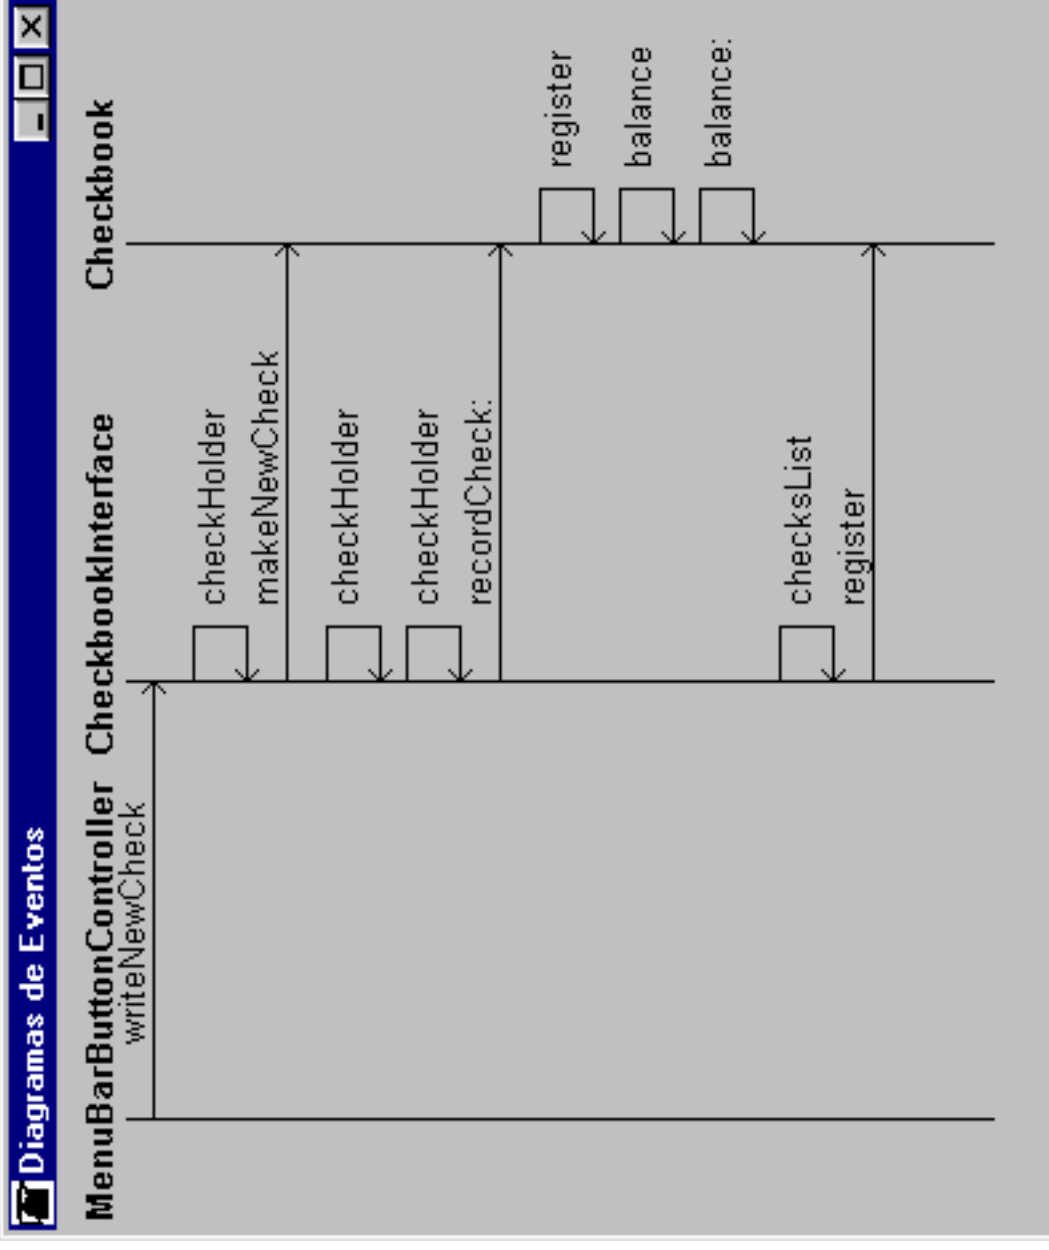 Diagramas de Eventos
MenuBarButtonController CheckbookInterface Checkbook
writeNewCheck
checkHolder
makeNewCheck
checkHolder
checkHolder
recordCheck:
register
balance
balance:
checksList
register